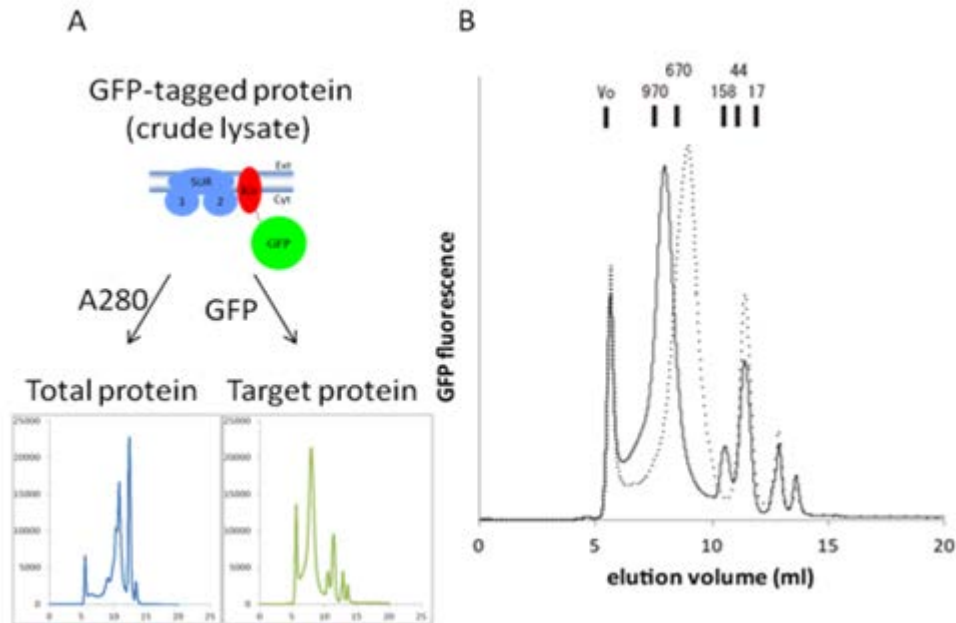 A
GFP-tagged protein
(crude lysate)
SUR
1 2
Ext
Cyt
GFP
A280
GFP
Total protein
Target protein
25000
20000
15000
10000
5000
0
0 5 10 15 20 25
25000
20000
15000
10000
5000
0
0 5 10 15 20 25
B
670 44
Vo 970 158 17
GFP fluorescence
0 5 10 15 20
elution volume (ml)